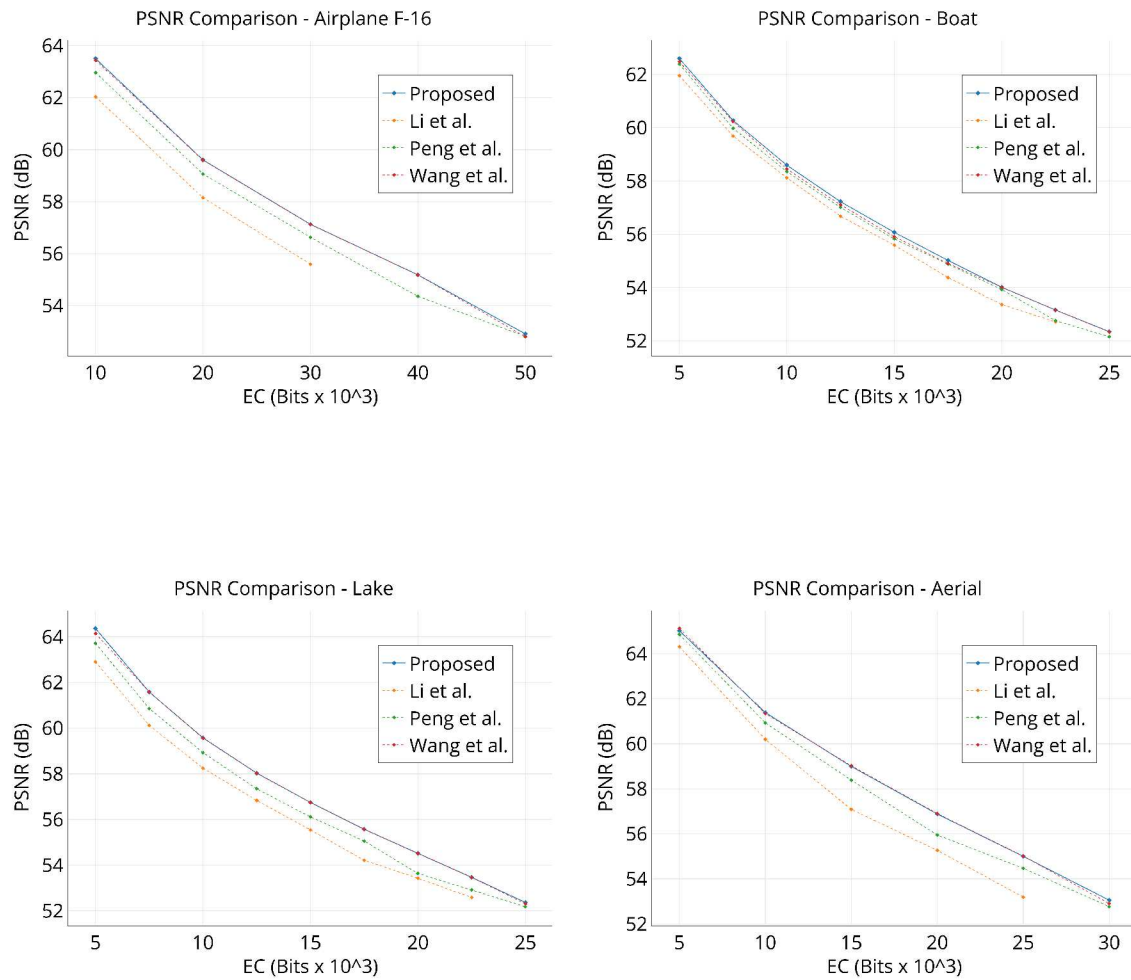 PSNR Comparison - Airplane F-16
64
62
60
58
56
54
PSNR (dB)
Proposed
Li et al.
Peng et al.
Wang et al.
10 20 30 40 50
EC (Bits x 10^3)
PSNR Comparison - Boat
62
60
58
56
54
52
PSNR (dB)
Proposed
Li et al.
Peng et al.
Wang et al.
5 10 15 20 25
EC (Bits x 10^3)
PSNR Comparison - Lake
64
62
60
58
56
54
52
PSNR (dB)
Proposed
Li et al.
Peng et al.
Wang et al.
5 10 15 20 25
EC (Bits x 10^3)
PSNR Comparison - Aerial
64
62
60
58
56
54
52
PSNR (dB)
Proposed
Li et al.
Peng et al.
Wang et al.
5 10 15 20 25 30
EC (Bits x 10^3)